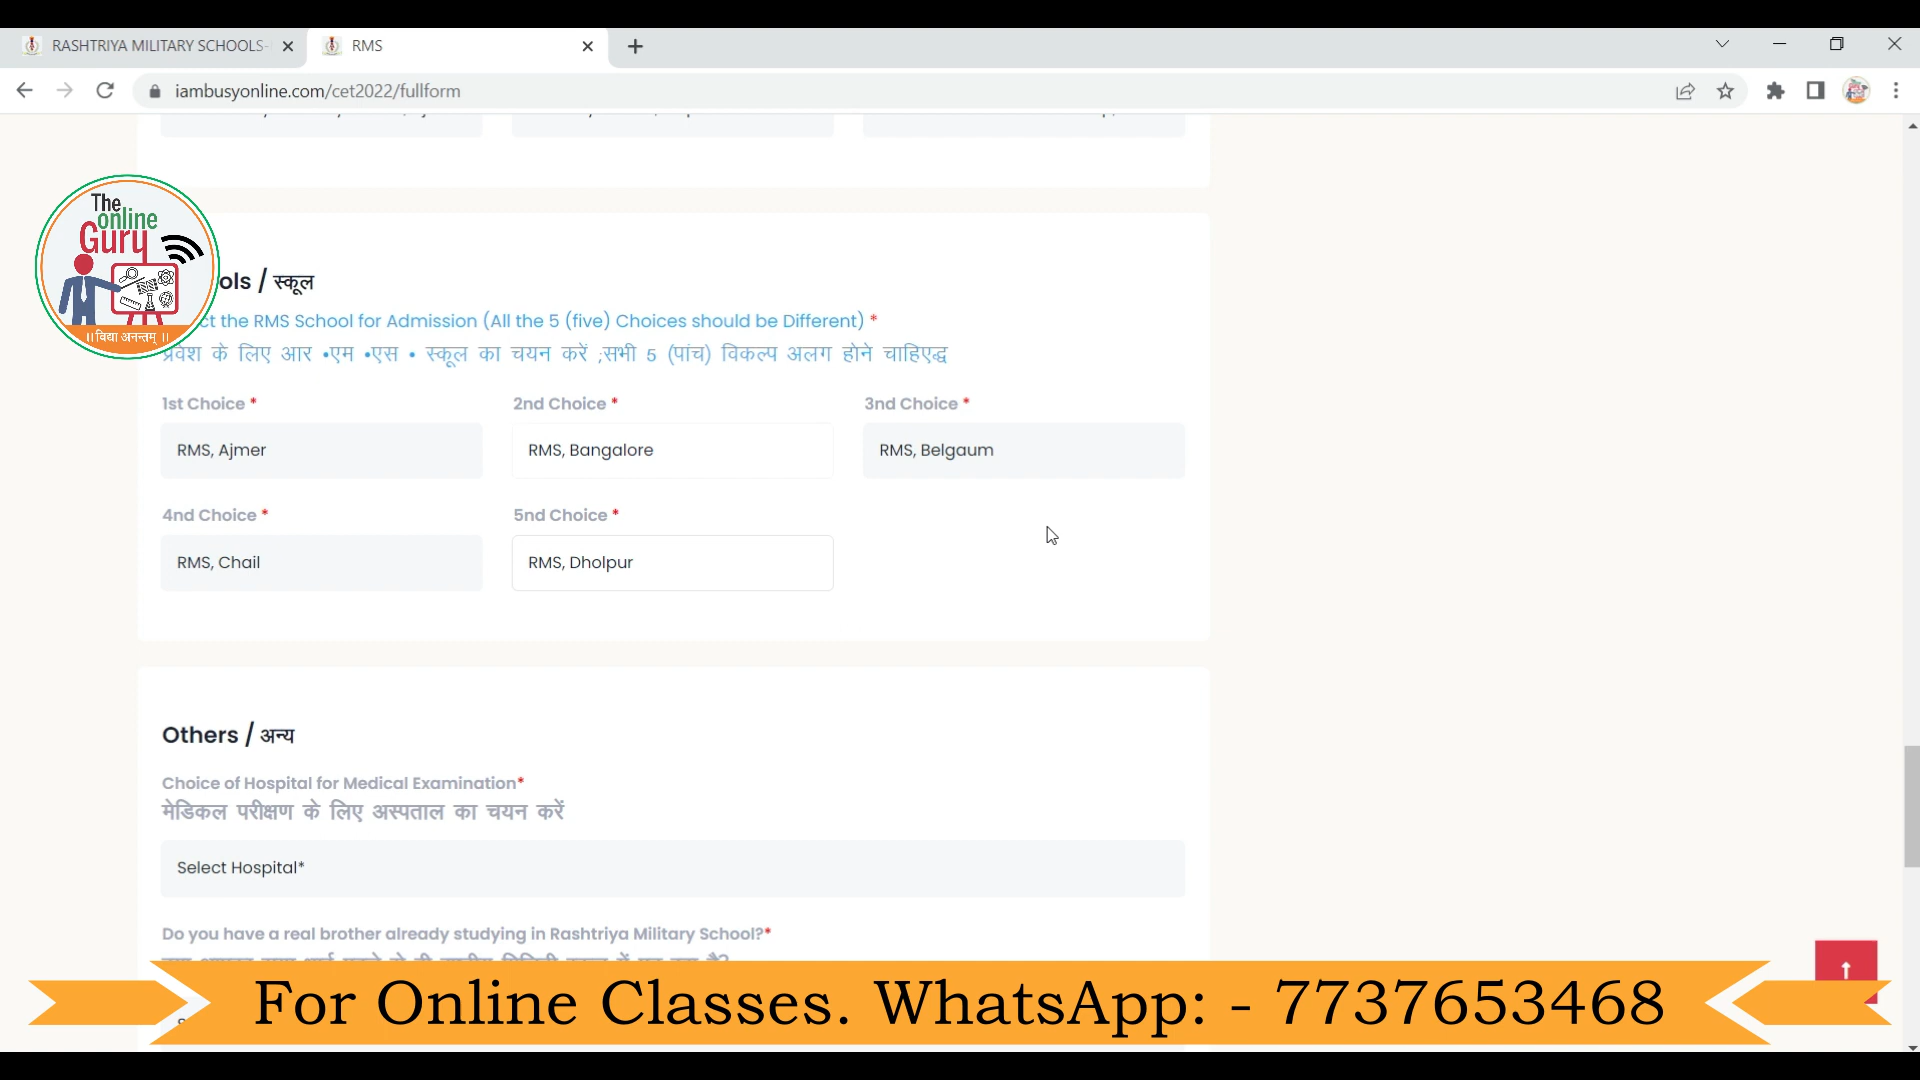 RASHTRIYA MILITARY SCHOOLS-
RMS
iambusyonline.com/cet2022/fullform
The
online
Guru
॥ विद्या अनन्तम् ॥
ols / स्कूल
ct the RMS School for Admission (All the 5 (five) Choices should be Different) *
प्रवेश के लिए आर •एम •एस • स्कूल का चयन करें ;सभी 5 (पांच) विकल्प अलग होने चाहिएद्ध
1st Choice *
2nd Choice *
3nd Choice *
RMS, Ajmer
RMS, Bangalore
RMS, Belgaum
4nd Choice *
5nd Choice *
RMS, Chail
RMS, Dholpur
Others / अन्य
Choice of Hospital for Medical Examination*
मेडिकल परीक्षण के लिए अस्पताल का चयन करें
Select Hospital*
Do you have a real brother already studying in Rashtriya Military School?*
For Online Classes. WhatsApp: - 7737653468